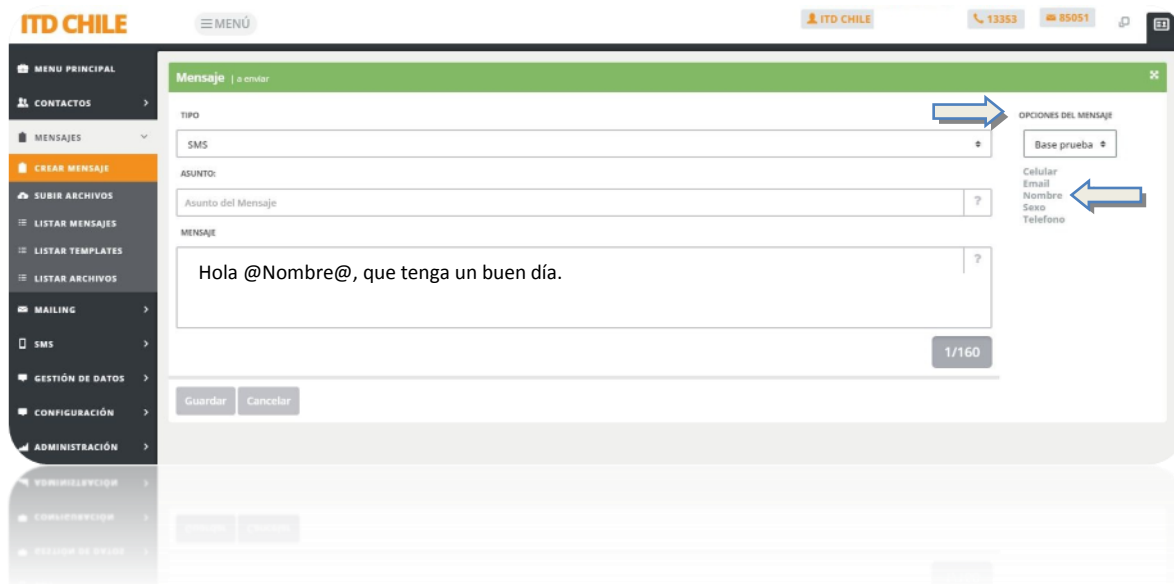 ITD CHILE
MENÚ
ITD CHILE
13353
85051
MENU PRINCIPAL
CONTACTOS
MENSAJES
CREAR MENSAJE
SUBIR ARCHIVOS
LISTAR MENSAJES
LISTAR TEMPLATES
LISTAR ARCHIVOS
MAILING
SMS
GESTIÓN DE DATOS
CONFIGURACIÓN
ADMINISTRACIÓN
Mensaje | a enviar
TIPO
SMS
ASUNTO:
Asunto del Mensaje
?
MENSAJE
Hola @Nombre@, que tenga un buen día.
?
1/160
Guardar Cancelar
OPCIONES DEL MENSAJE
Base prueba
Celular
Email
Nombre
Sexo
Telefono